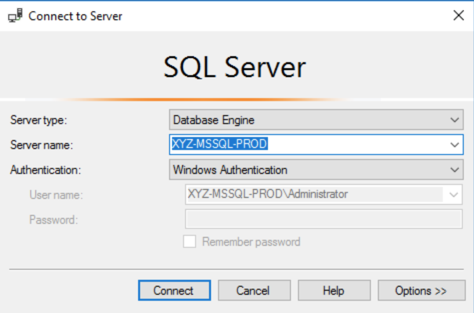 Connect to Server
SQL Server
Server type: Database Engine
Server name: XYZ-MSSQL-PROD
Authentication: Windows Authentication
User name: XYZ-MSSQL-PROD\Administrator
Password:
Remember password
Connect Cancel Help Options >>